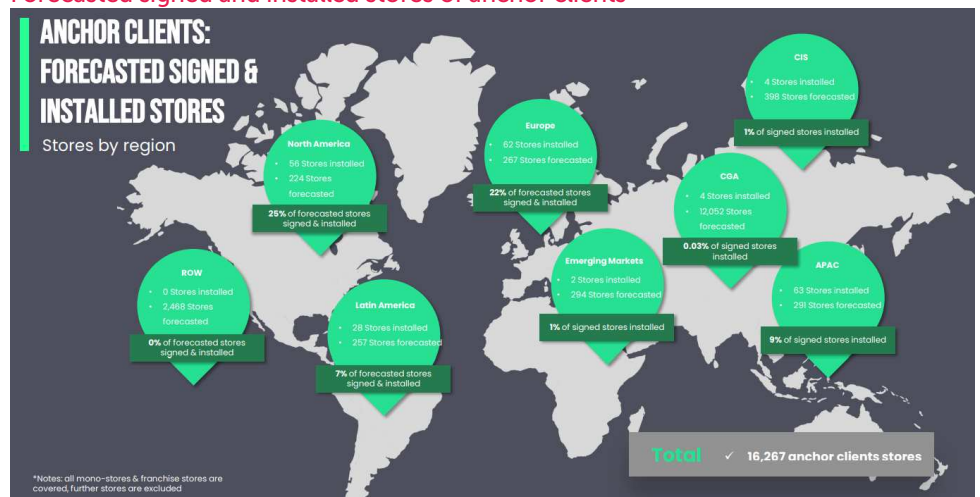 Forecasted signed and installed stores of anchor clients
ANCHOR CLIENTS:
FORECASTED SIGNED &
INSTALLED STORES
Stores by region
CIS
• 4 Stores installed
• 398 Stores forecasted
1% of signed stores installed
Europe
• 62 Stores installed
• 267 Stores forecasted
22% of forecasted stores
signed & installed
North America
• 56 Stores installed
• 224 Stores
forecasted
25% of forecasted stores
signed & installed
CGA
• 4 Stores installed
• 12,052 Stores
forecasted
0.03% of signed stores
installed
ROW
• 0 Stores installed
• 2,468 Stores
forecasted
0% of forecasted stores
signed & installed
Emerging Markets
• 2 Stores installed
• 294 Stores forecasted
1% of signed stores installed
APAC
• 63 Stores installed
• 291 Stores forecasted
9% of signed stores installed
Latin America
• 28 Stores installed
• 257 Stores forecasted
7% of forecasted stores
signed & installed
Total ✓ 16,267 anchor clients stores
*Notes: all mono-stores & franchise stores are
covered, further stores are excluded